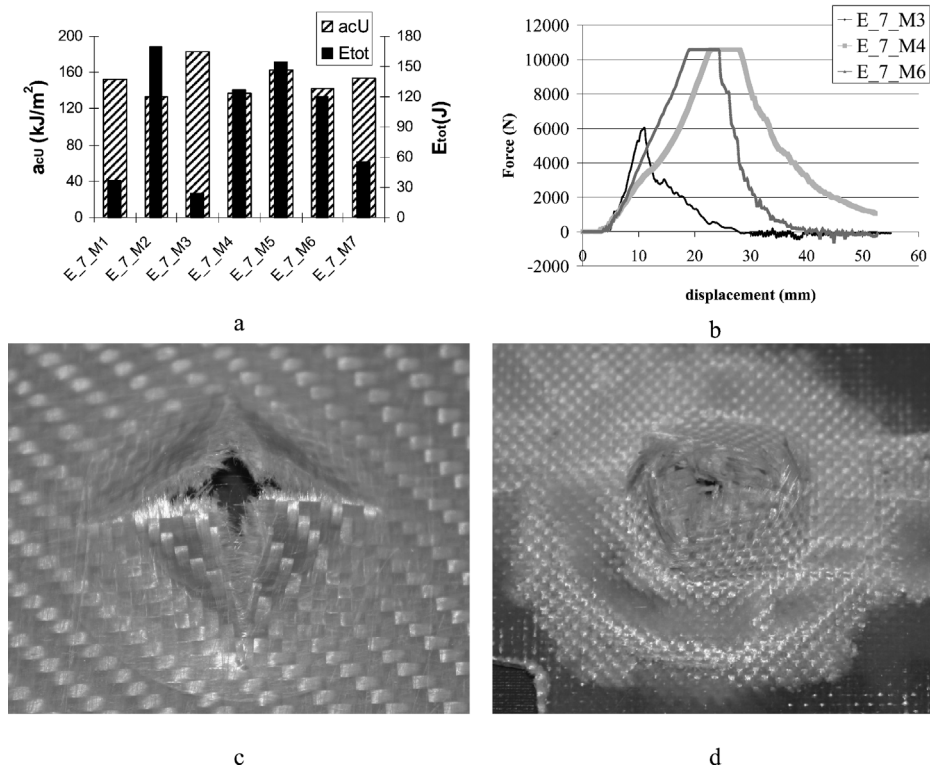 acU
Etot
200
160
120
80
40
0
acU (kJ/m²)
180
150
120
90
60
30
0
Etot(J)
E_7_M1
E_7_M2
E_7_M3
E_7_M4
E_7_M5
E_7_M6
E_7_M7
a
12000
10000
8000
6000
4000
2000
0
-2000
Force (N)
0 10 20 30 40 50 60
displacement (mm)
E_7_M3
E_7_M4
E_7_M6
b
c
d